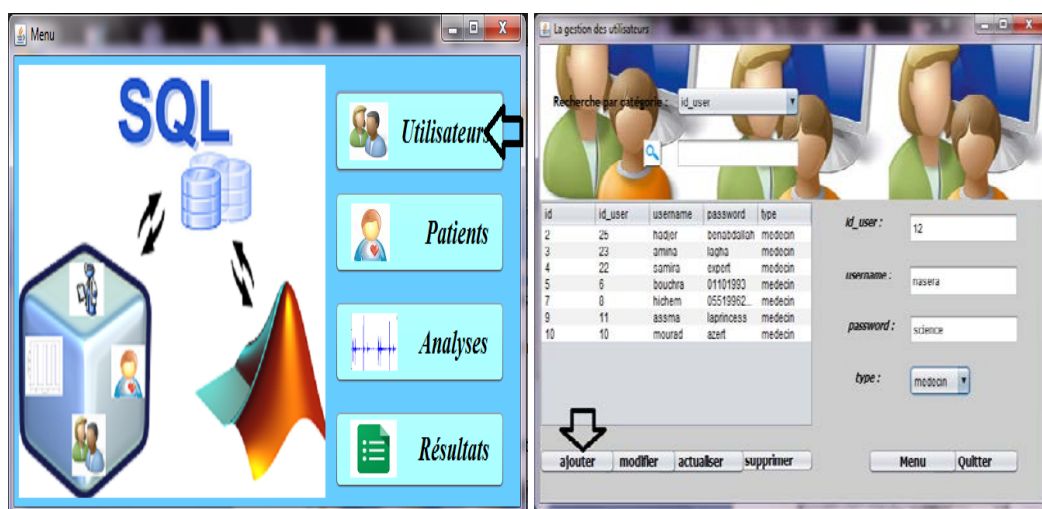 Menu
SQL
Utilisateurs
Patients
Analyses
Résultats
La gestion des utilisateurs
Recherche par catégorie : id_user
id id_user username password type
2 25 hadjer benabdallah medecin
3 23 amina lagha medecin
4 22 samira expert medecin
5 6 bouchra 01101993 medecin
7 8 hichem 05519962... medecin
9 11 assma laprincess medecin
10 10 mourad azert medecin
id_user : 12
username : nasera
password : science
type : medecin
ajouter modifier actualiser supprimer Menu Quitter